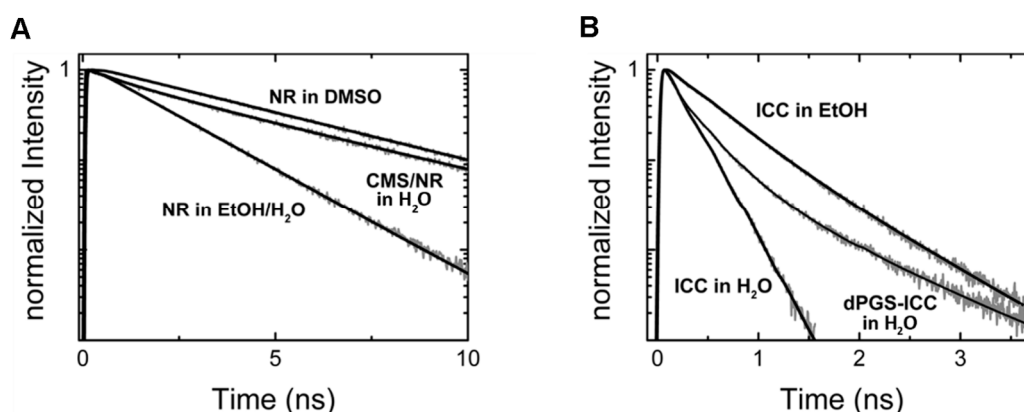 A
normalized Intensity
1
NR in DMSO
CMS/NR
in H₂O
NR in EtOH/H₂O
0
5
10
Time (ns)
B
normalized Intensity
1
ICC in EtOH
ICC in H₂O
dPGS-ICC
in H₂O
0
1
2
3
Time (ns)